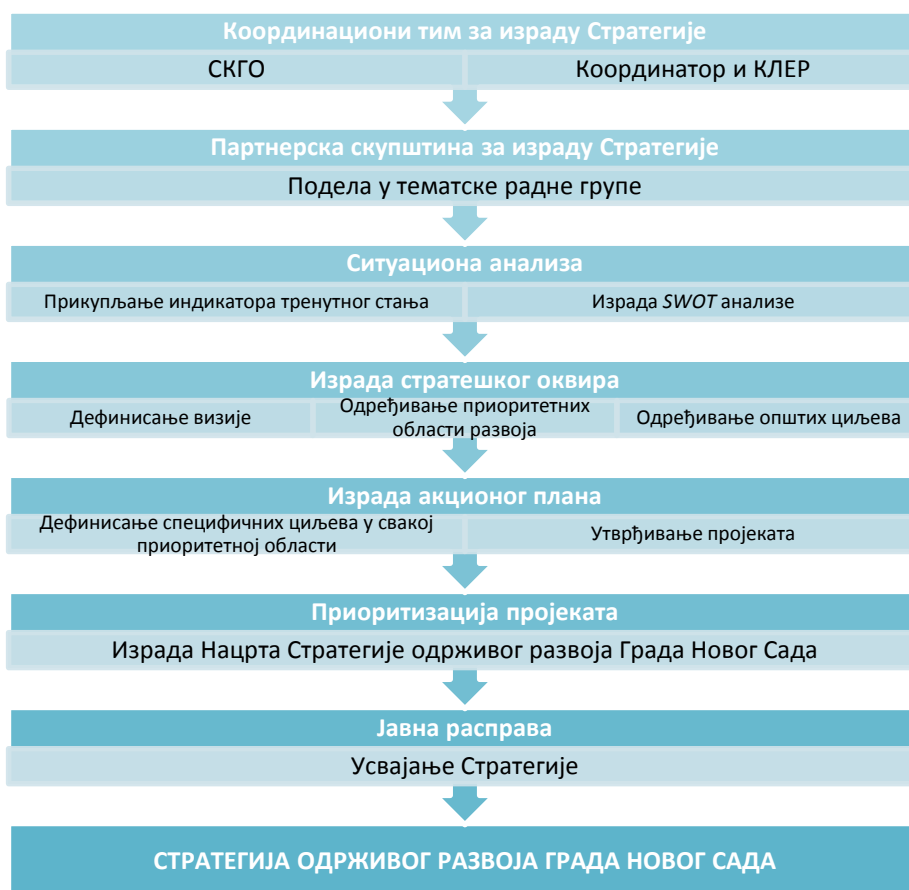 Координациони тим за израду Стратегије
СКГО
Координатор и КЛЕР
Партнерска скупштина за израду Стратегије
Подела у тематске радне групе
Ситуациона анализа
Прикупљање индикатора тренутног стања
Израда SWOT анализе
Израда стратешког оквира
Дефинисање визије
Одређивање приоритетних
области развоја
Одређивање општих циљева
Израда акционог плана
Дефинисање специфичних циљева у свакој
приоритетној области
Утврђивање пројеката
Приоритизација пројеката
Израда Нацрта Стратегије одрживог развоја Града Новог Сада
Јавна расправа
Усвајање Стратегије
СТРАТЕГИЈА ОДРЖИВОГ РАЗВОЈА ГРАДА НОВОГ САДА